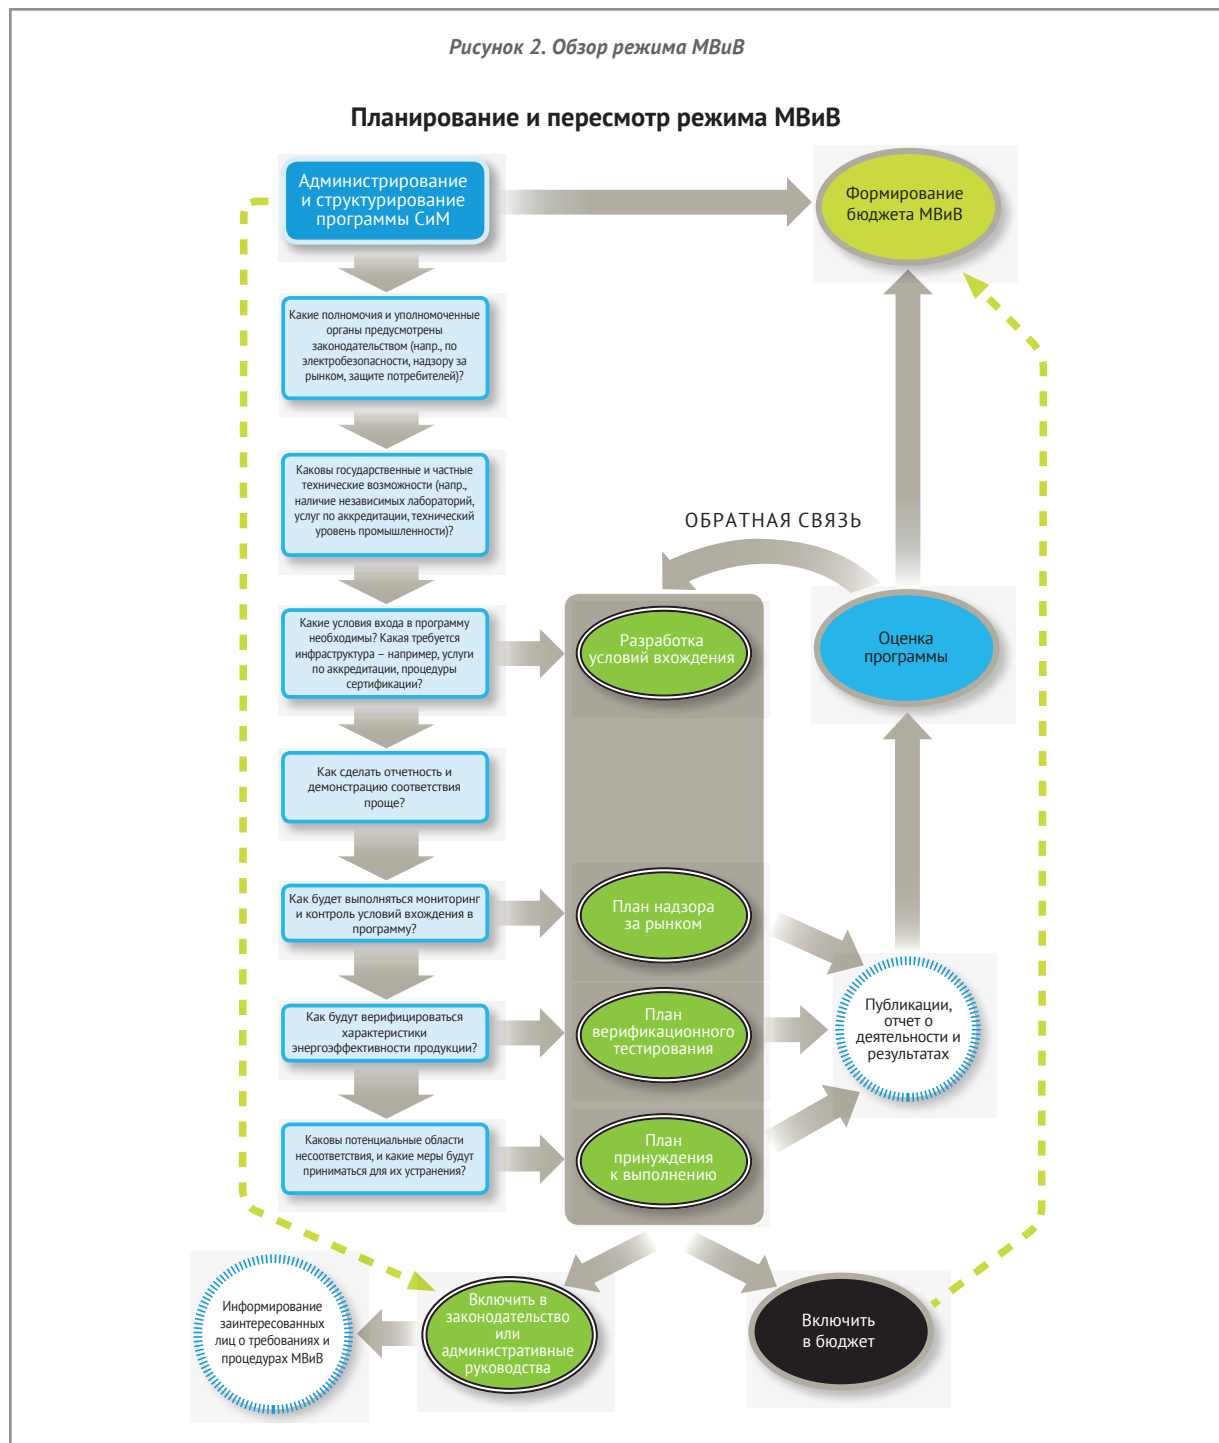 Рисунок 2. Обзор режима МВиВ
Планирование и пересмотр режима МВиВ
Администрирование
и структурирование
программы СиМ
Формирование
бюджета МВиВ
Какие полномочия и уполномоченные
органы предусмотрены
законодательством (напр., по
электробезопасности, надзору за
рынком, защите потребителей)?
Каковы государственные и частные
технические возможности (напр.,
наличие независимых лабораторий,
услуг по аккредитации, технический
уровень промышленности)?
ОБРАТНАЯ СВЯЗЬ
Какие условия входа в программу
необходимы? Какая требуется
инфраструктура – например, услуги
по аккредитации, процедуры
сертификации?
Разработка
условий вхождения
Оценка
программы
Как сделать отчетность и
демонстрацию соответствия
проще?
Как будет выполняться мониторинг
и контроль условий вхождения в
программу?
План надзора
за рынком
Как будут верифицироваться
характеристики
энергоэффективности продукции?
План
верификационного
тестирования
Публикации,
отчет о
деятельности и
результатах
Каковы потенциальные области
несоответствия, и какие меры будут
приниматься для их устранения?
План
принуждения
к выполнению
Информирование
заинтересованных
лиц о требованиях и
процедурах МВиВ
Включить в
законодательство
или
административные
руководства
Включить
в бюджет